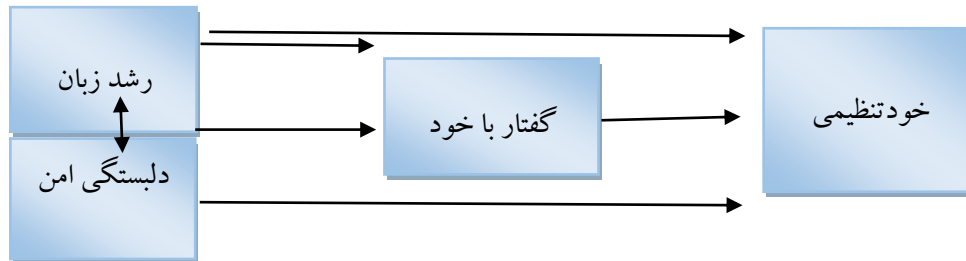 رشد زبان
دلبستگی امن
گفتار با خود
خودتنظیمی